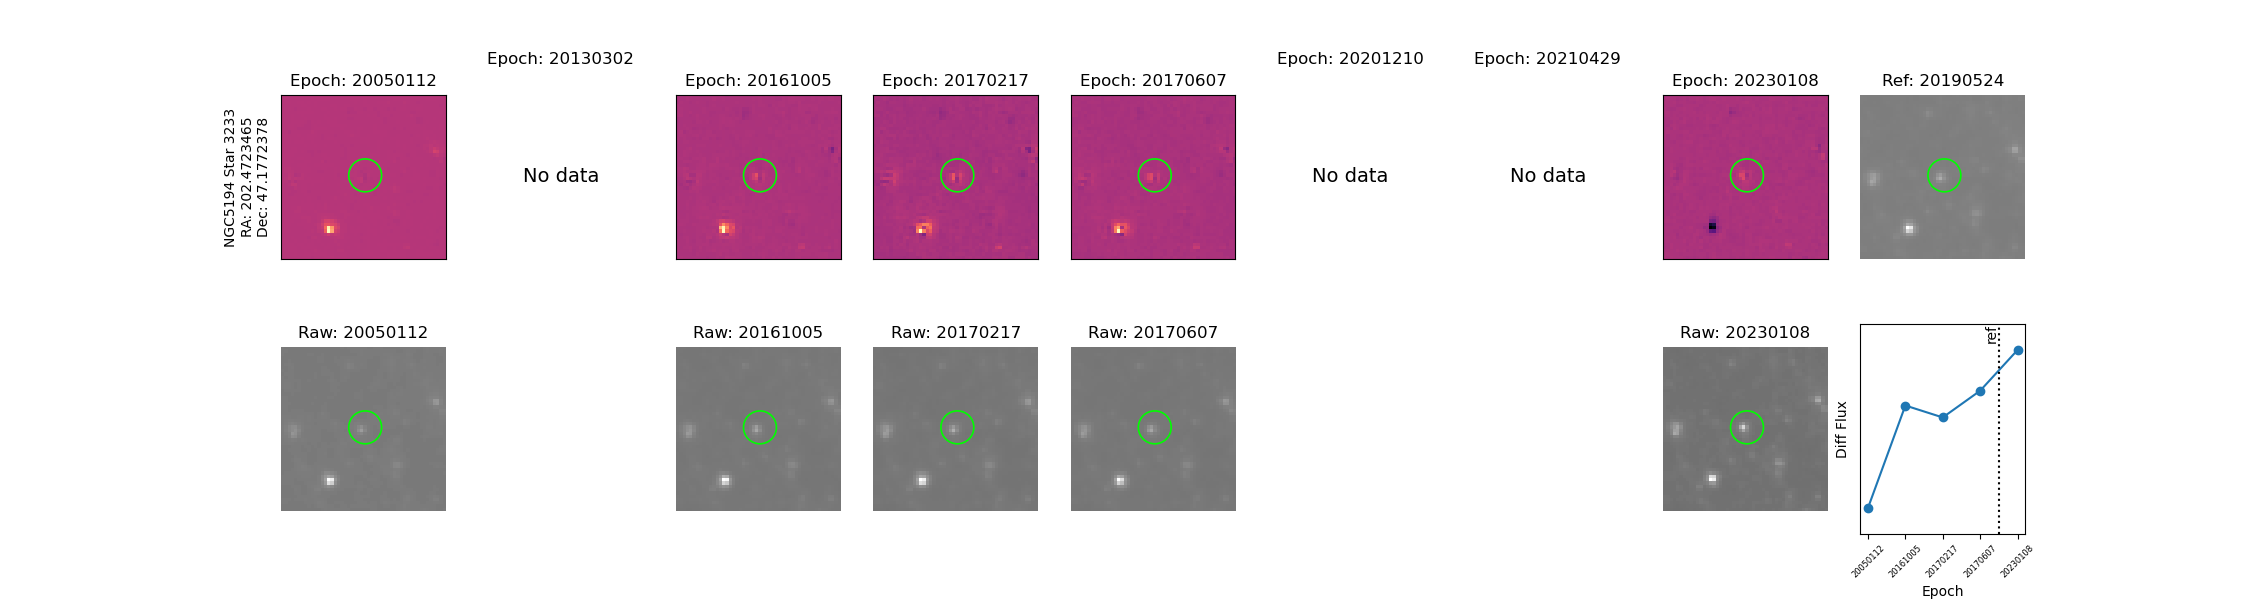 Epoch: 20130302
Epoch: 20201210
Epoch: 20210429
Epoch: 20050112
Epoch: 20161005
Epoch: 20170217
Epoch: 20170607
Epoch: 20230108
Ref: 20190524
NGC5194 Star 3233
RA: 202.4723465
Dec: 47.1772378
No data
No data
No data
Raw: 20050112
Raw: 20161005
Raw: 20170217
Raw: 20170607
Raw: 20230108
ref
Diff Flux
20050112
20161005
20170217
20170607
20230108
Epoch